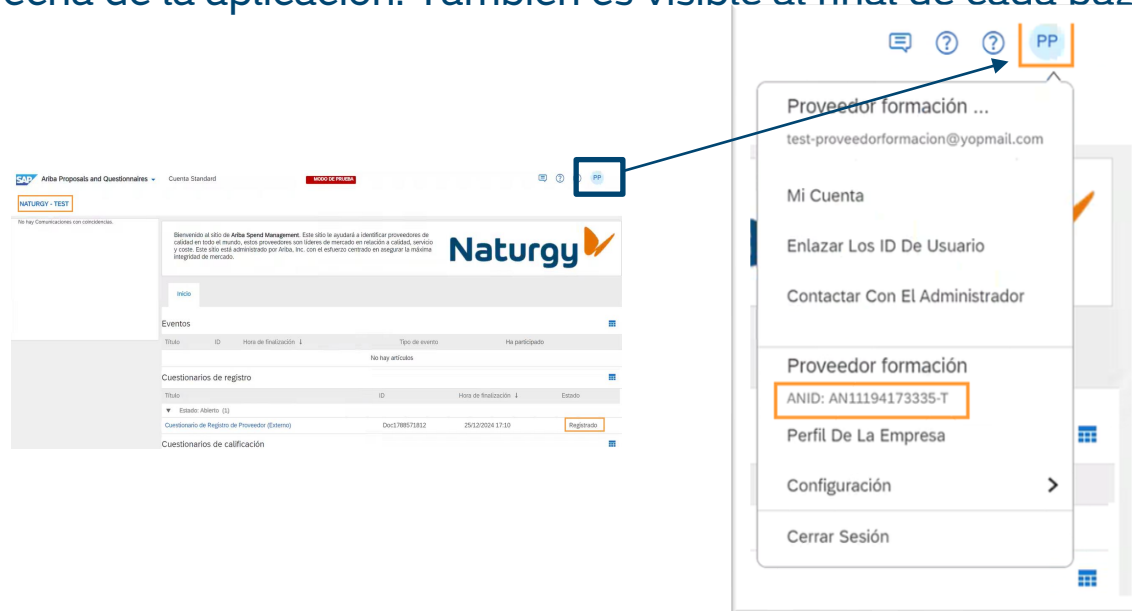 echa de la aplicación. También es visible al final de cada
SAP Ariba Proposals and Questionnaires
Cuenta Standard
MODO DE PRUEBA
PP
NATURGY - TEST
No hay Comunicaciones con coincidencias.
Bienvenido al sitio de Ariba Spend Management. Este sitio le ayudará a identificar proveedores de
calidad en todo el mundo, estos proveedores son líderes de mercado en relación a calidad, servicio
y coste. Este sitio está administrado por Ariba, Inc. con el esfuerzo centrado en asegurar la máxima
integridad de mercado.
Naturgy
Inicio
Eventos
Título ID Hora de finalización ↓ Tipo de evento Ha participado
No hay artículos
Cuestionarios de registro
Título ID Hora de finalización ↓ Estado
▼ Estado: Abierto (1)
Cuestionario de Registro de Proveedor (Externo) Doc1788571812 25/12/2024 17:10 Registrado
Cuestionarios de calificación
PP
Proveedor formación ...
test-proveedorformacion@yopmail.com
Mi Cuenta
Enlazar Los ID De Usuario
Contactar Con El Administrador
Proveedor formación
ANID: AN11194173335-T
Perfil De La Empresa
Configuración
Cerrar Sesión